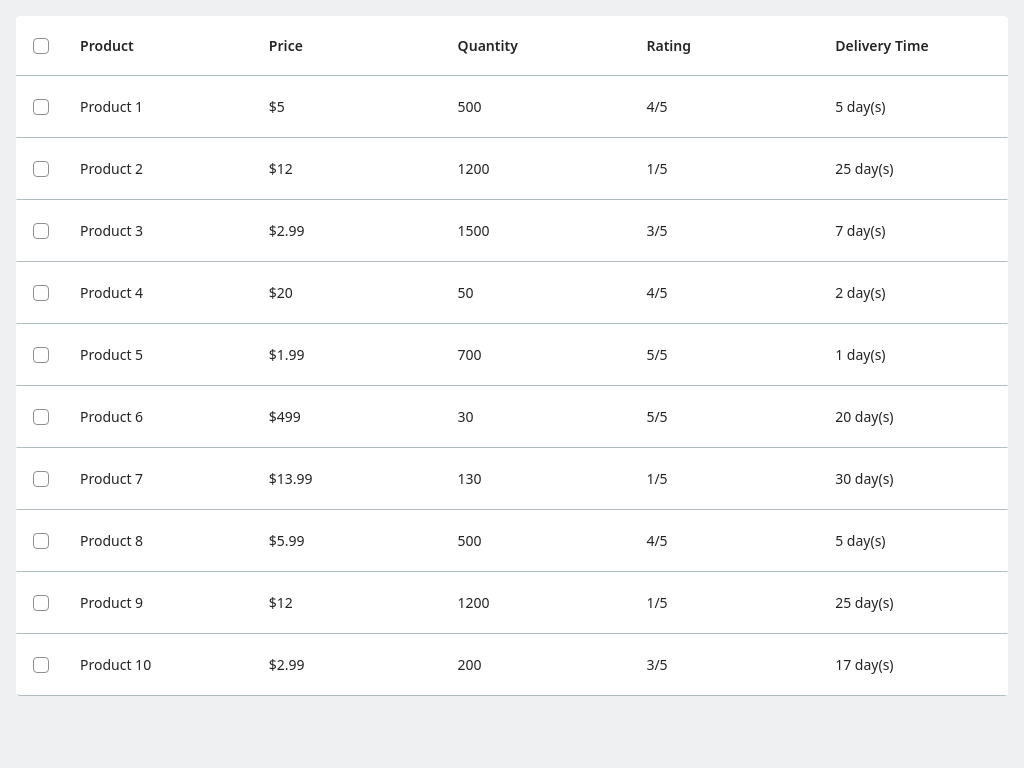 Product Price Quantity Rating Delivery Time
Product 1 $5 500 4/5 5 day(s)
Product 2 $12 1200 1/5 25 day(s)
Product 3 $2.99 1500 3/5 7 day(s)
Product 4 $20 50 4/5 2 day(s)
Product 5 $1.99 700 5/5 1 day(s)
Product 6 $499 30 5/5 20 day(s)
Product 7 $13.99 130 1/5 30 day(s)
Product 8 $5.99 500 4/5 5 day(s)
Product 9 $12 1200 1/5 25 day(s)
Product 10 $2.99 200 3/5 17 day(s)